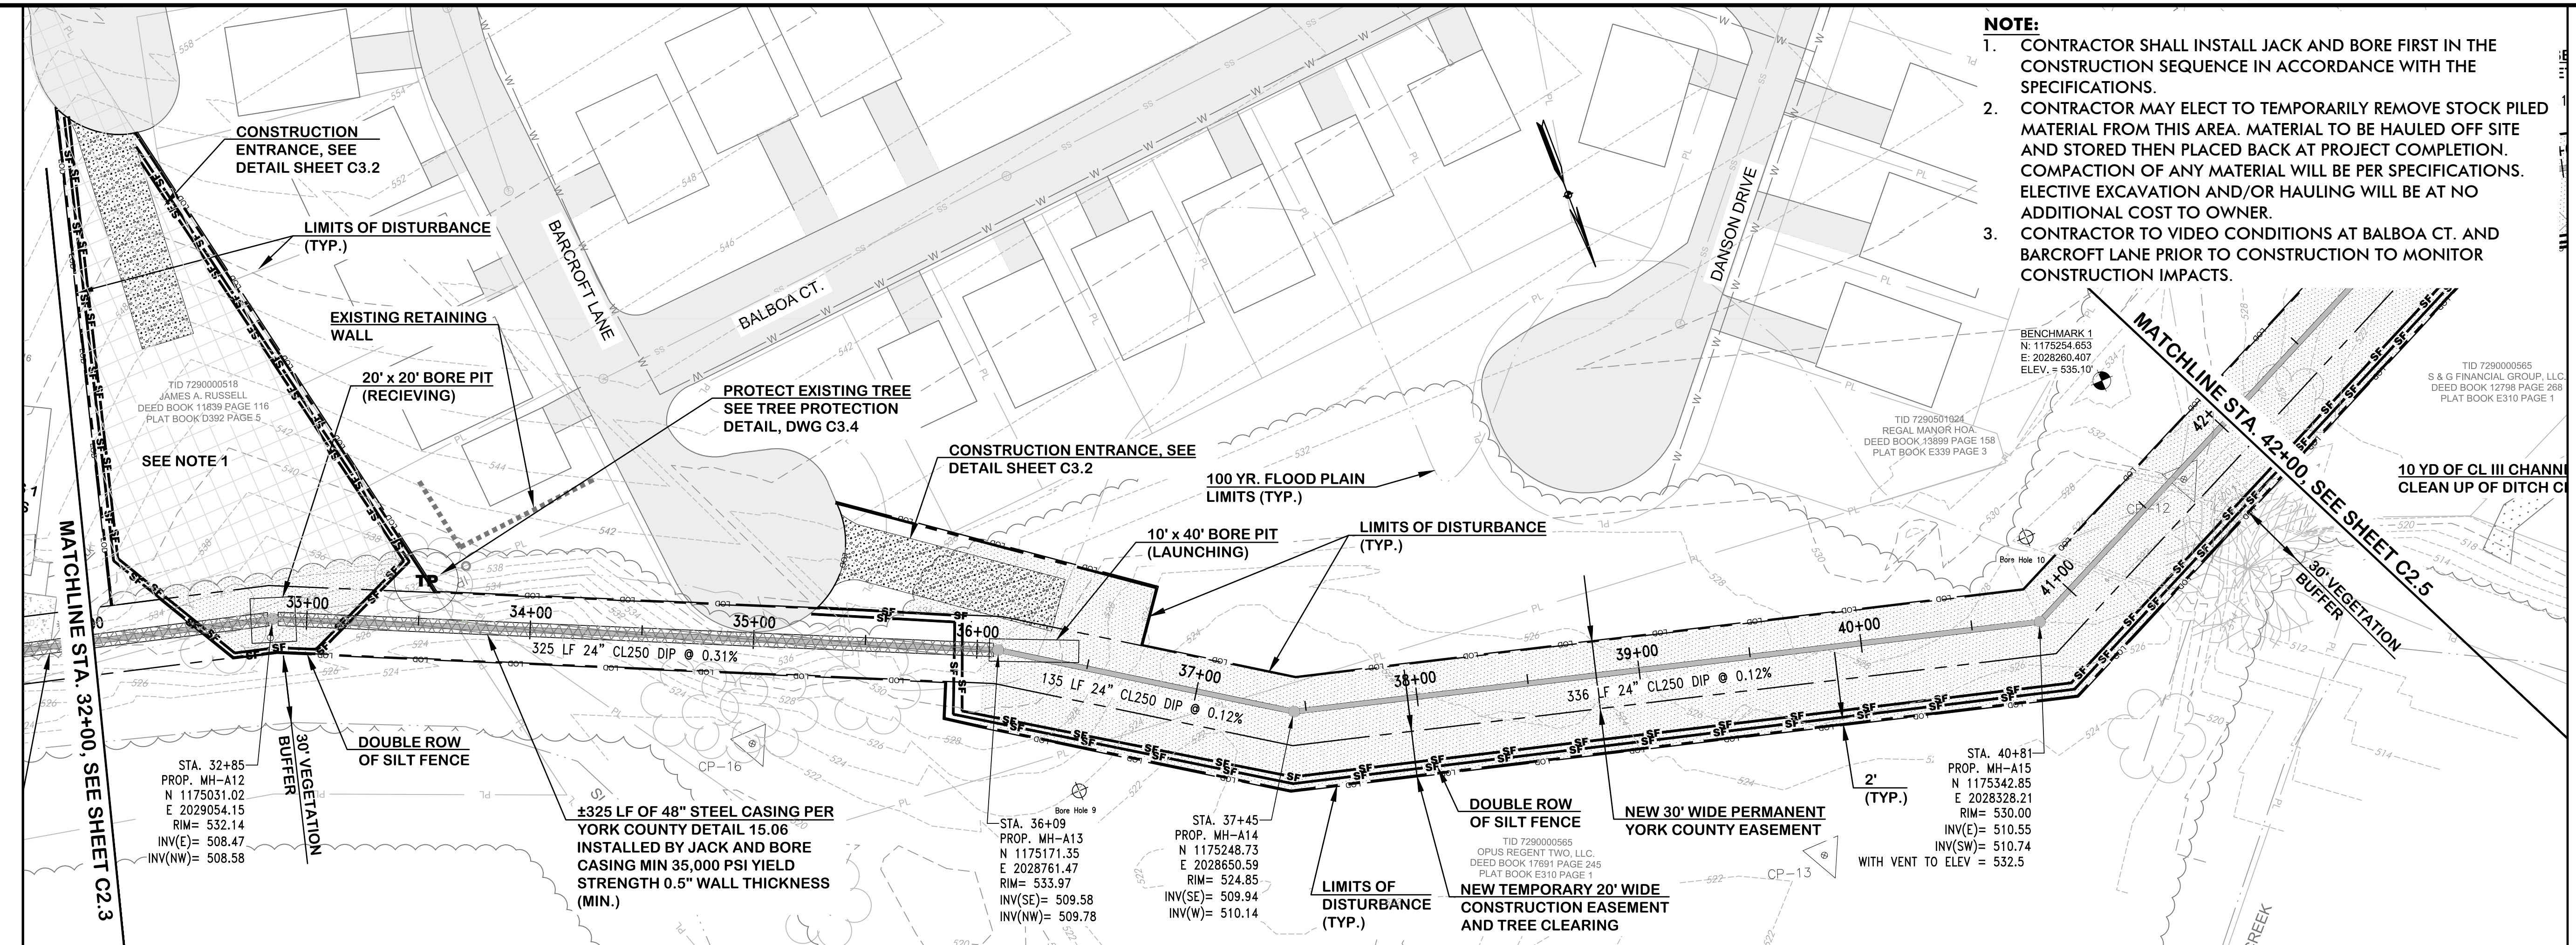 NOTE:
1. CONTRACTOR SHALL INSTALL JACK AND BORE FIRST IN THE
CONSTRUCTION SEQUENCE IN ACCORDANCE WITH THE
SPECIFICATIONS.
2. CONTRACTOR MAY ELECT TO TEMPORARILY REMOVE STOCK PILED
MATERIAL FROM THIS AREA. MATERIAL TO BE HAULED OFF SITE
AND STORED THEN PLACED BACK AT PROJECT COMPLETION.
COMPACTION OF ANY MATERIAL WILL BE PER SPECIFICATIONS.
ELECTIVE EXCAVATION AND/OR HAULING WILL BE AT NO
ADDITIONAL COST TO OWNER.
3. CONTRACTOR TO VIDEO CONDITIONS AT BALBOA CT. AND
BARCROFT LANE PRIOR TO CONSTRUCTION TO MONITOR
CONSTRUCTION IMPACTS.
CONSTRUCTION
ENTRANCE, SEE
DETAIL SHEET C3.2
LIMITS OF DISTURBANCE
(TYP.)
EXISTING RETAINING
WALL
20' x 20' BORE PIT
(RECIEVING)
TID 7290000518
JAMES A. RUSSELL
DEED BOOK 11839 PAGE 116
PLAT BOOK D392 PAGE 5
SEE NOTE 1
BARCROFT LANE
BALBOA CT.
DANSON DRIVE
PROTECT EXISTING TREE
SEE TREE PROTECTION
DETAIL, DWG C3.4
CONSTRUCTION ENTRANCE, SEE
DETAIL SHEET C3.2
100 YR. FLOOD PLAIN
LIMITS (TYP.)
10' x 40' BORE PIT
(LAUNCHING)
LIMITS OF DISTURBANCE
(TYP.)
BENCHMARK 1
N: 1175254.653
E: 2028260.407
ELEV. = 535.10'
TID 7290501024
REGAL MANOR HOA.
DEED BOOK 13899 PAGE 158
PLAT BOOK E339 PAGE 3
TID 7290000565
S & G FINANCIAL GROUP, LLC.
DEED BOOK 12798 PAGE 268
PLAT BOOK E310 PAGE 1
10 YD OF CL III CHANN
CLEAN UP OF DITCH
MATCHLINE STA. 42+00, SEE SHEET C2.5
MATCHLINE STA. 32+00, SEE SHEET C2.3
30' VEGETATION
BUFFER
CP-12
Bore Hole 10
TP
33+00
34+00
35+00
36+00
37+00
38+00
39+00
40+00
41+00
42+
325 LF 24" CL250 DIP @ 0.31%
135 LF 24" CL250 DIP @ 0.12%
336 LF 24" CL250 DIP @ 0.12%
STA. 32+85
PROP. MH-A12
N 1175031.02
E 2029054.15
RIM= 532.14
INV(E)= 508.47
INV(NW)= 508.58
30' VEGETATION
BUFFER
DOUBLE ROW
OF SILT FENCE
±325 LF OF 48" STEEL CASING PER
YORK COUNTY DETAIL 15.06
INSTALLED BY JACK AND BORE
CASING MIN 35,000 PSI YIELD
STRENGTH 0.5" WALL THICKNESS
(MIN.)
CP-16
Bore Hole 9
STA. 36+09
PROP. MH-A13
N 1175171.35
E 2028761.47
RIM= 533.97
INV(SE)= 509.58
INV(NW)= 509.78
STA. 37+45
PROP. MH-A14
N 1175248.73
E 2028650.59
RIM= 524.85
INV(SE)= 509.94
INV(W)= 510.14
LIMITS OF
DISTURBANCE
(TYP.)
DOUBLE ROW
OF SILT FENCE
TID 7290000565
OPUS REGENT TWO, LLC.
DEED BOOK 17691 PAGE 245
PLAT BOOK E310 PAGE 1
NEW TEMPORARY 20' WIDE
CONSTRUCTION EASEMENT
AND TREE CLEARING
NEW 30' WIDE PERMANENT
YORK COUNTY EASEMENT
CP-13
2'
(TYP.)
STA. 40+81
PROP. MH-A15
N 1175342.85
E 2028328.21
RIM= 530.00
INV(E)= 510.55
INV(SW)= 510.74
WITH VENT TO ELEV = 532.5
CREEK